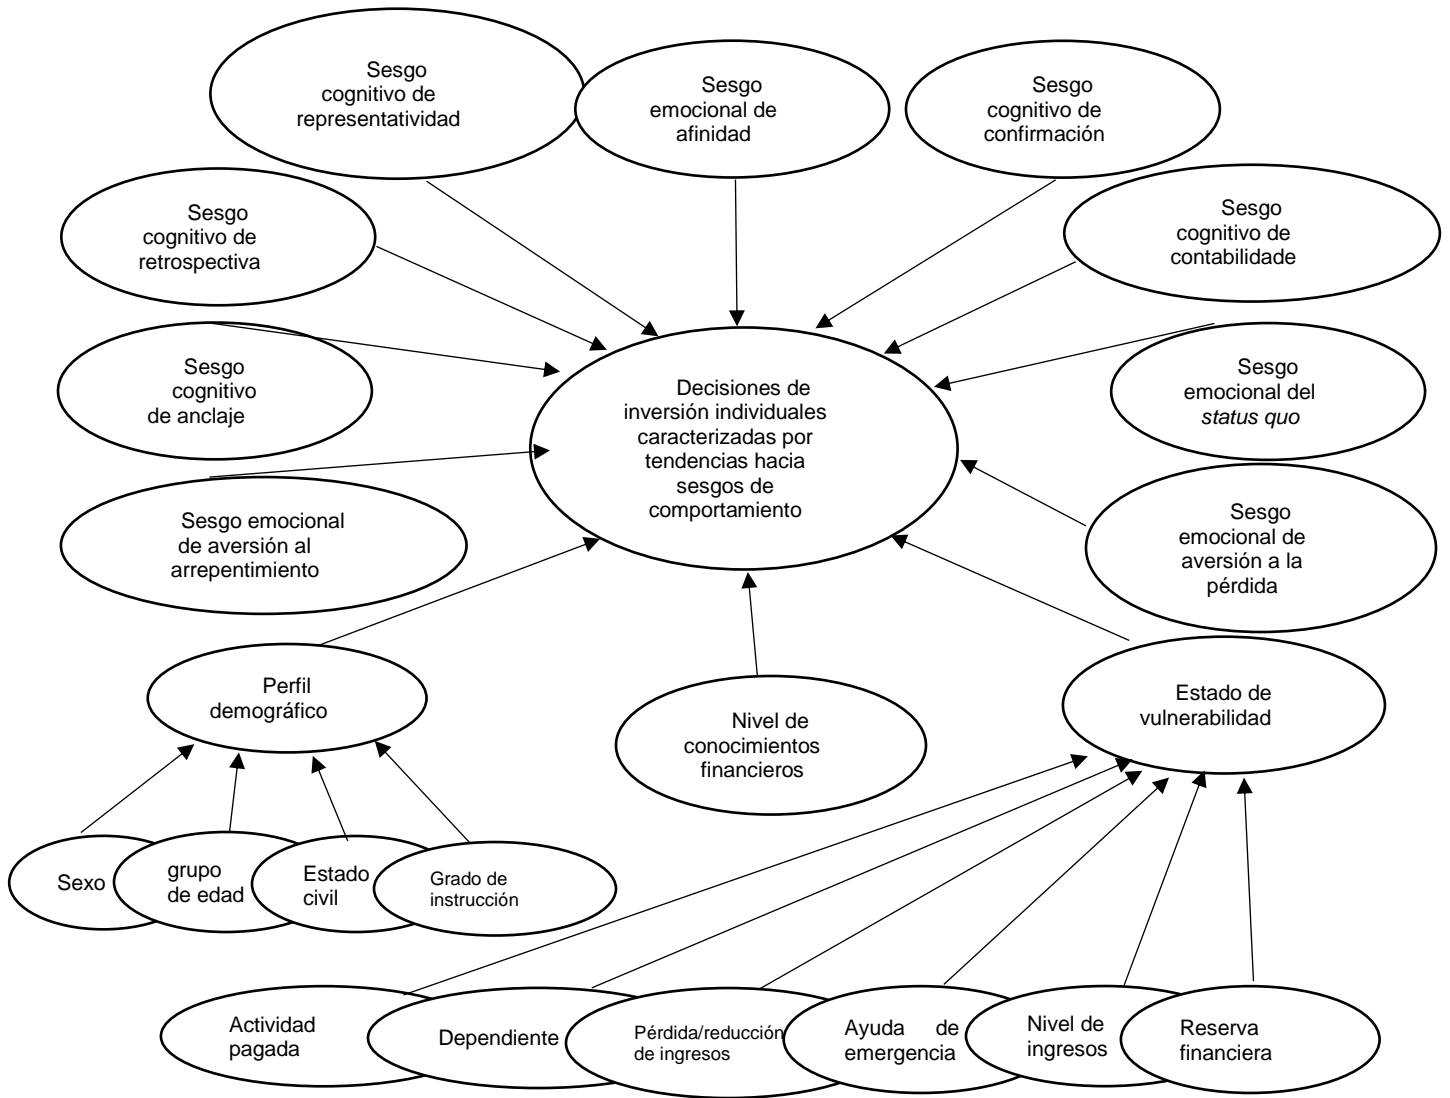 Sesgo
cognitivo de
representatividad
Sesgo
emocional de
afinidad
Sesgo
cognitivo de
confirmación
Sesgo
cognitivo de
retrospectiva
Sesgo
cognitivo de
contabilidade
Sesgo
cognitivo
de anclaje
Decisiones de
inversión individuales
caracterizadas por
tendencias hacia
sesgos de
comportamiento
Sesgo
emocional del
status quo
Sesgo emocional
de aversión al
arrepentimiento
Sesgo
emocional de
aversión a la
pérdida
Perfil
demográfico
Nivel de
conocimientos
financieros
Estado de
vulnerabilidad
Sexo
grupo
de edad
Estado
civil
Grado de
instrucción
Actividad
pagada
Dependiente
Pérdida/reducción
de ingresos
Ayuda de
emergencia
Nivel de
ingresos
Reserva
financiera